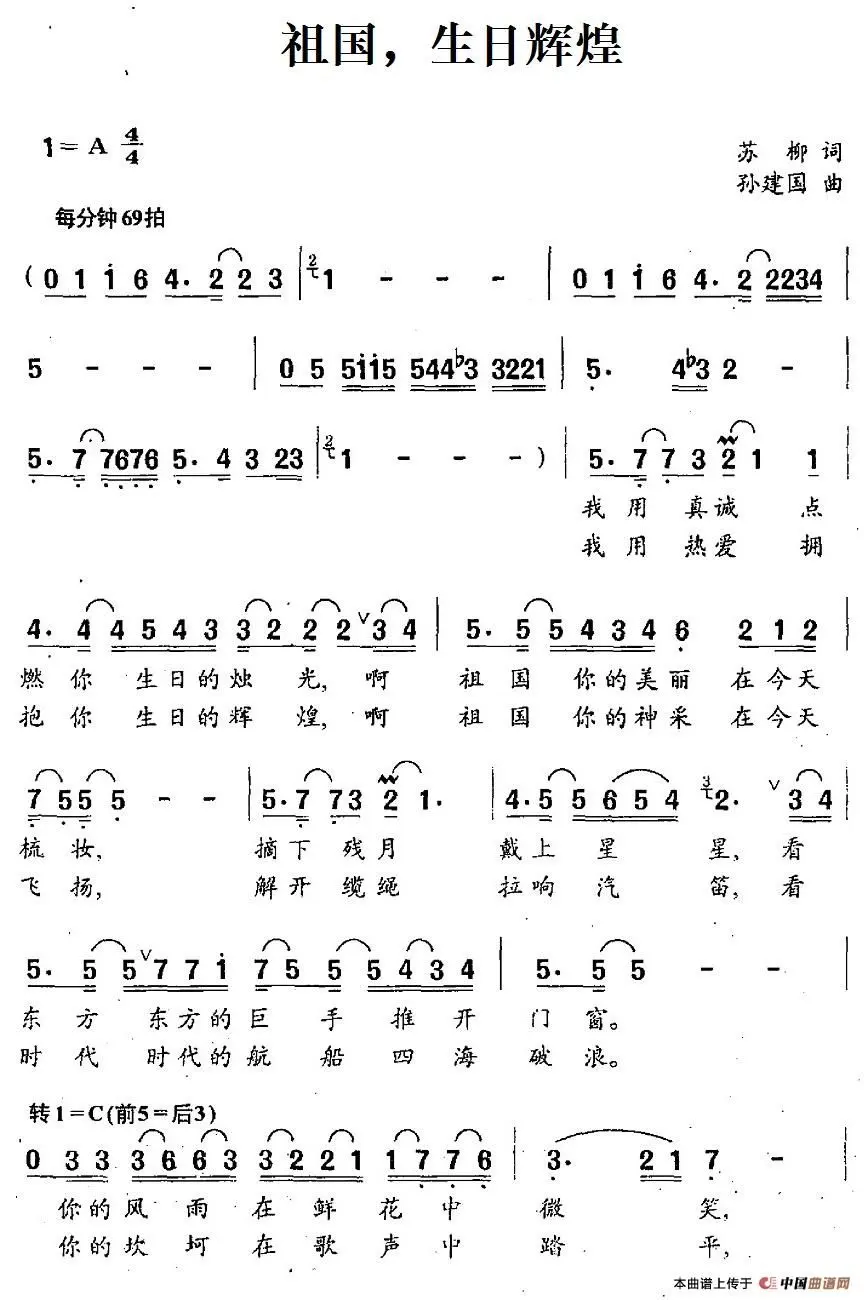 祖国，生日辉煌
1=A 4/4
苏柳词
孙建国曲
每分钟69拍
(0 1 1 6 4. 2 2 2 3 | 2 1 - - - | 0 1 1 6 4. 2 2234 |
5 - - - | 0 5 5115 544b3 3221 | 5. 4b3 2 - |
5. 7 7676 5. 4 3 23 | 2 1 - - - ) | 5. 7 7 3 2 1 1 |
我用真诚点
我用热爱拥
4. 4 4 5 4 3 3 2 2 2 ∨ 3 4 | 5. 5 5 4 3 4 6 2 1 2 |
燃你生日的烛光，啊祖国你的美丽在今天
抱你生日的辉煌，啊祖国你的神采在今天
7 5 5 5 - - | 5. 7 7 3 2 1. | 4. 5 5 6 5 4 3 2. ∨ 3 4 |
梳妆，摘下残月戴上星星，看
飞扬，解开缆绳拉响汽笛，看
5. 5 5 ∨ 7 7 1 7 5 5 5 4 3 4 | 5. 5 5 - - |
东方东方的巨手推开门窗。
时代时代的航船四海破浪。
转1=C(前5=后3)
0 3 3 3 6 6 3 3 2 2 1 1 7 7 6 | 3. 2 1 7 - |
你的风雨在鲜花中微笑，
你的坎坷在歌声中踏平，
本曲谱上传于 中国曲谱网